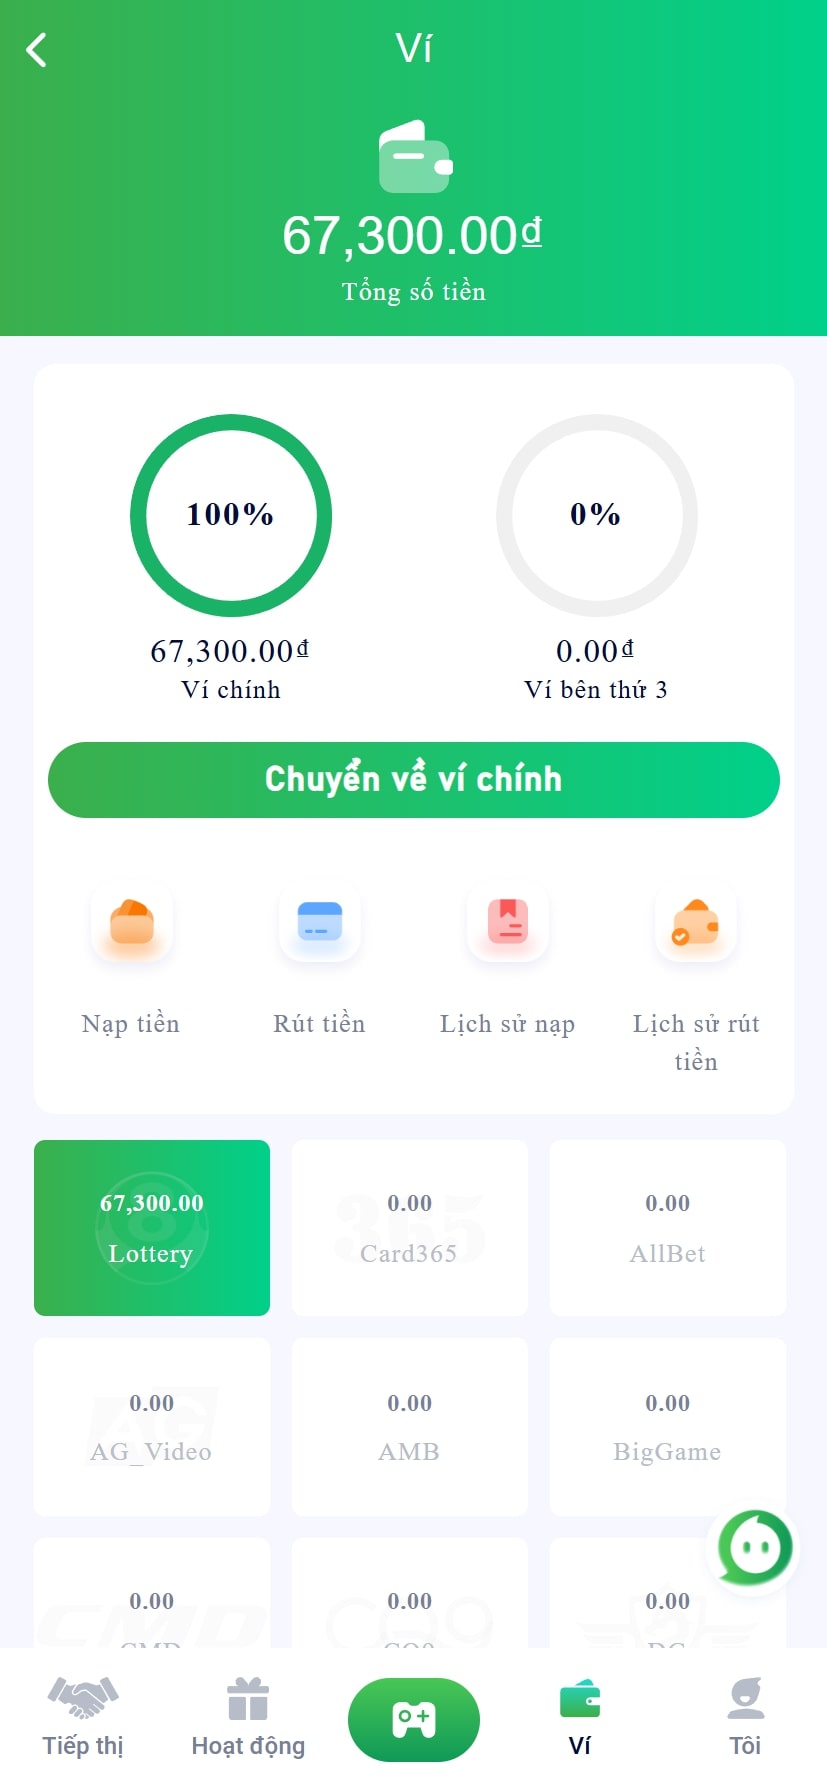 Ví
67,300.00₫
Tổng số tiền
100%
0%
67,300.00₫
0.00₫
Ví chính
Ví bên thứ 3
Chuyển về ví chính
Nạp tiền
Rút tiền
Lịch sử nạp
Lịch sử rút
tiền
67,300.00
0.00
0.00
Lottery
Card365
AllBet
0.00
0.00
0.00
AG_Video
AMB
BigGame
0.00
0.00
0.00
CMD
Tiếp thị
Hoạt động
Ví
Tôi